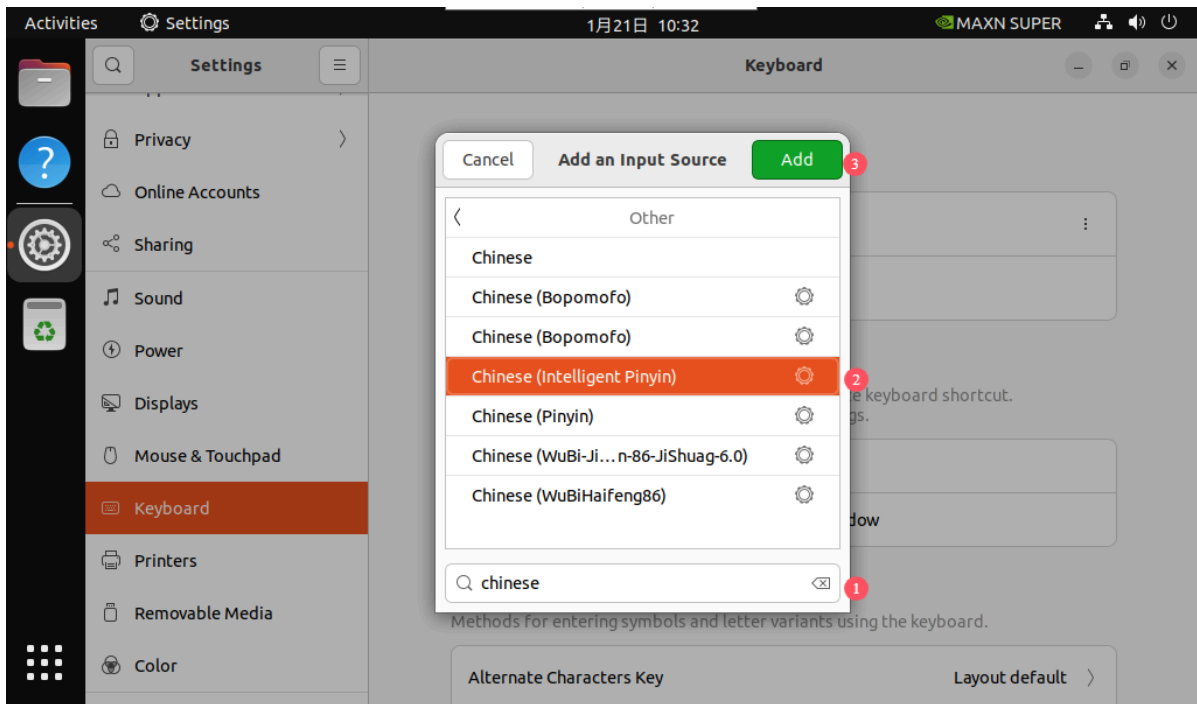 Activities
Settings
1月21日 10:32
MAXN SUPER
Settings
Keyboard
Privacy
Online Accounts
Sharing
Sound
Power
Displays
Mouse & Touchpad
Keyboard
Printers
Removable Media
Color
Cancel
Add an Input Source
Add
3
Other
Chinese
Chinese (Bopomofo)
Chinese (Bopomofo)
Chinese (Intelligent Pinyin)
2
Chinese (Pinyin)
Chinese (WuBi-Ji…n-86-JiShuag-6.0)
Chinese (WuBiHaifeng86)
chinese
1
e keyboard shortcut.
gs.
dow
Methods for entering symbols and letter variants using the keyboard.
Alternate Characters Key
Layout default